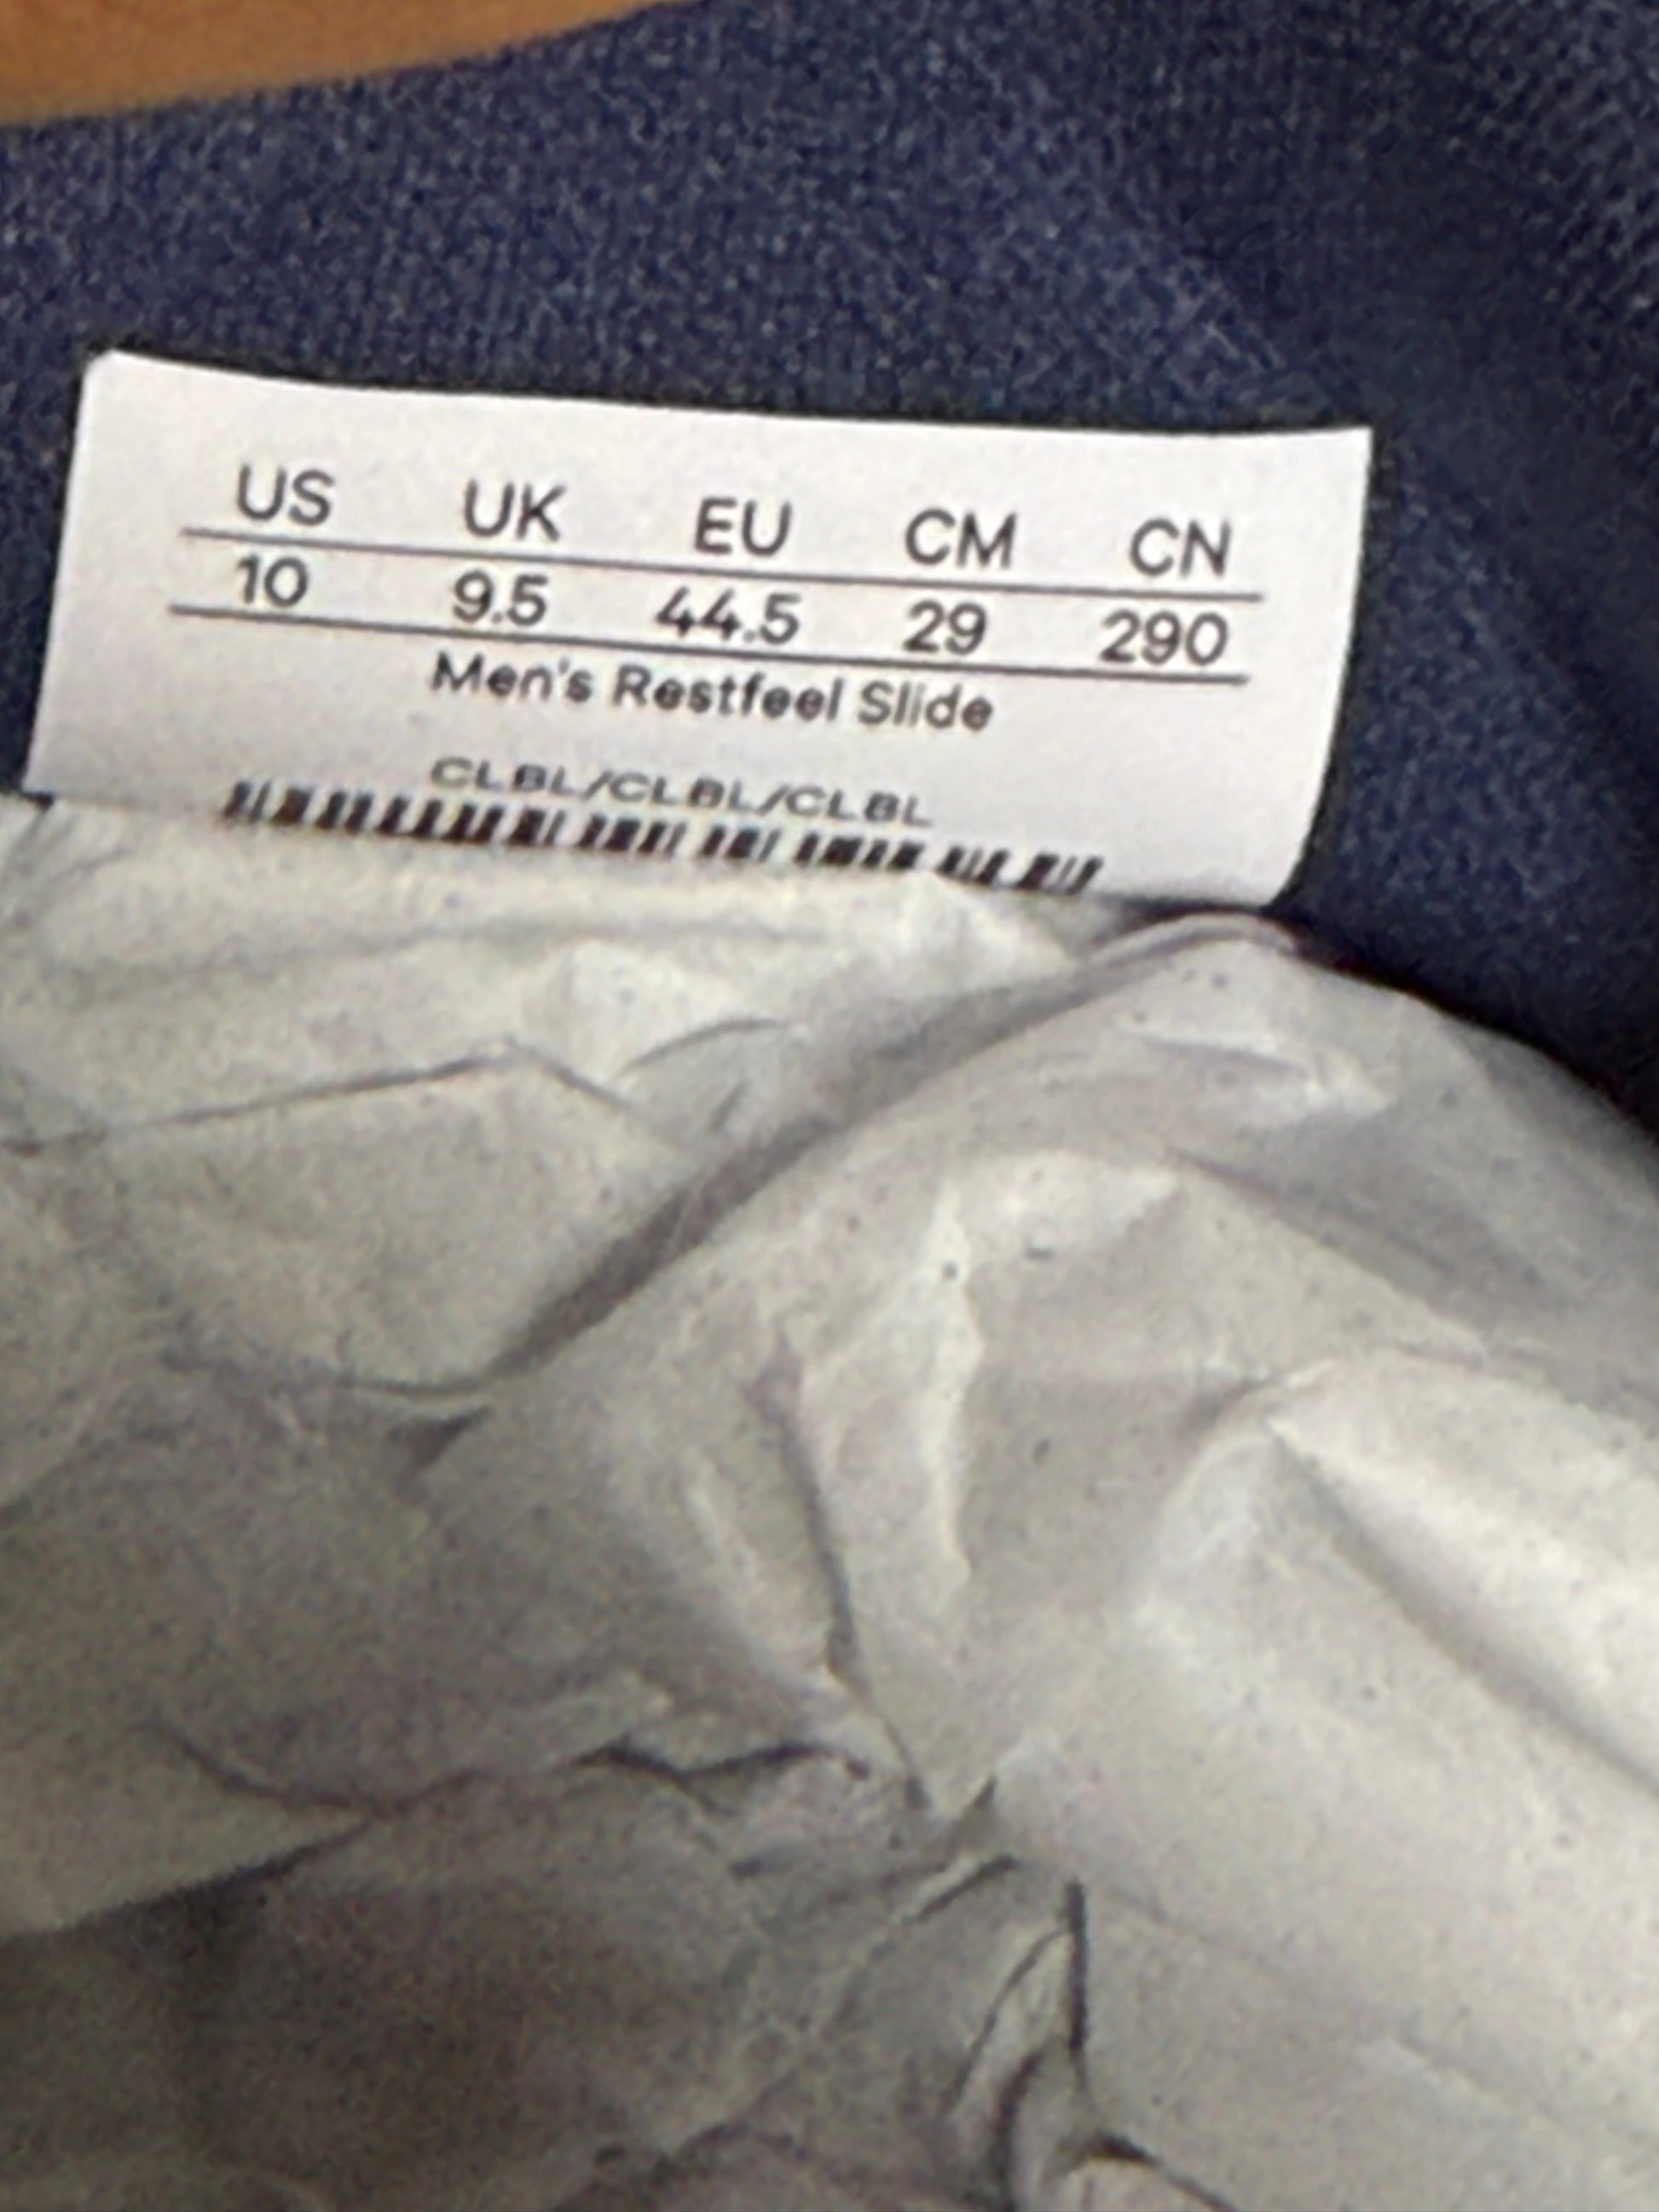 US UK EU CM CN
10 9.5 44.5 29 290
Men's Restfeel Slide
CLBL/CLBL/CLBL